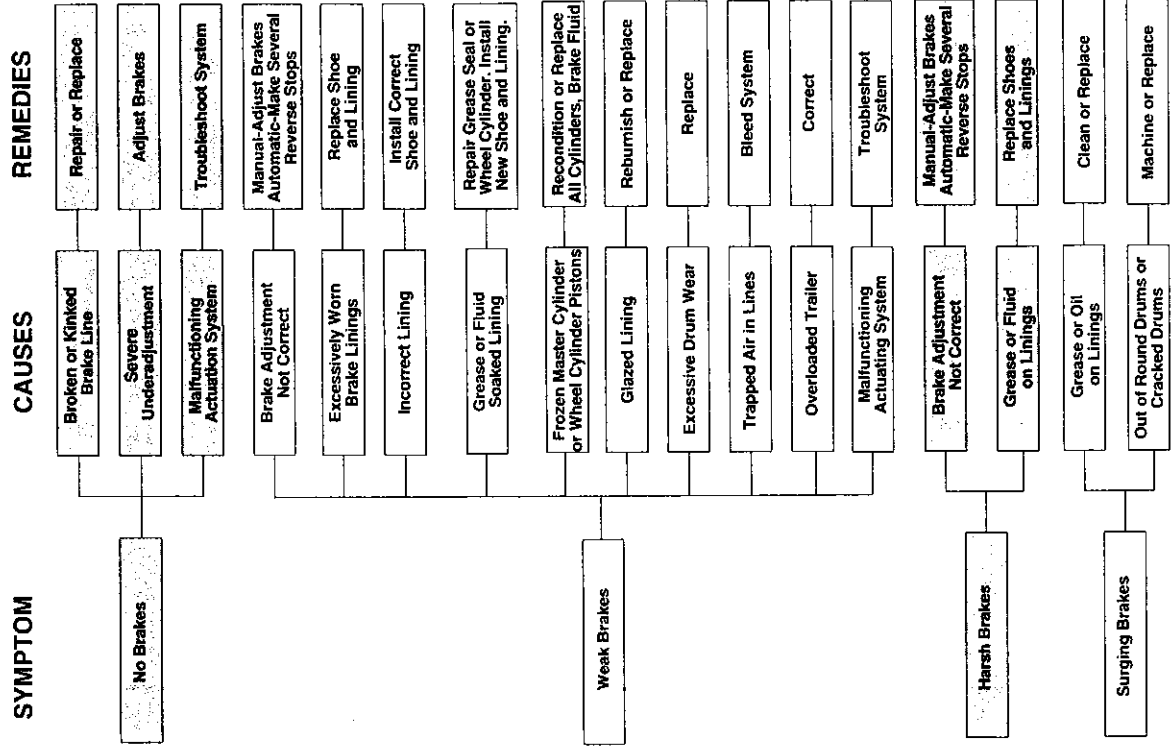 SYMPTOM
CAUSES
REMEDIES
No Brakes
Broken or Kinked
Brake Line
Repair or Replace
Severe
Underadjustment
Adjust Brakes
Malfunctioning
Actuation System
Troubleshoot System
Weak Brakes
Brake Adjustment
Not Correct
Manual-Adjust Brakes
Automatic-Make Several
Reverse Stops
Excessively Worn
Brake Linings
Replace Shoe
and Lining
Incorrect Lining
Install Correct
Shoe and Lining
Grease or Fluid
Soaked Lining
Repair Grease Seal or
Wheel Cylinder. Install
New Shoe and Lining.
Frozen Master Cylinder
or Wheel Cylinder Pistons
Recondition or Replace
All Cylinders, Brake Fluid
Glazed Lining
Reburnish or Replace
Excessive Drum Wear
Replace
Trapped Air in Lines
Bleed System
Overloaded Trailer
Correct
Malfunctioning
Actuating System
Troubleshoot
System
Harsh Brakes
Brake Adjustment
Not Correct
Manual-Adjust Brakes
Automatic-Make Several
Reverse Stops
Grease or Fluid
on Linings
Replace Shoes
and Linings
Surging Brakes
Grease or Oil
on Linings
Clean or Replace
Out of Round Drums or
Cracked Drums
Machine or Replace